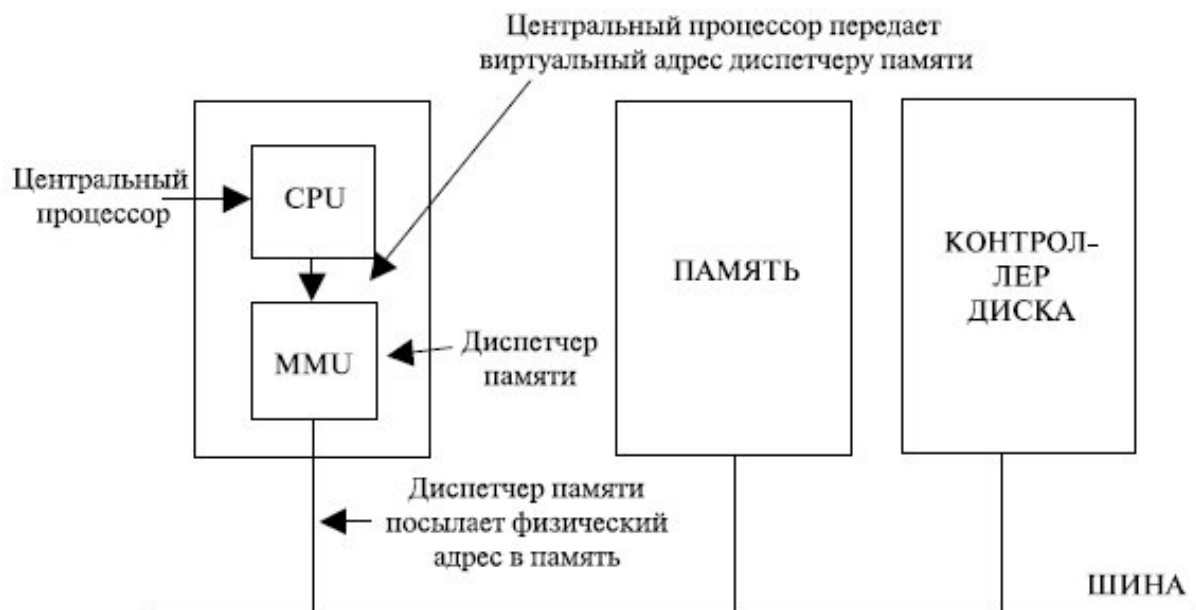 Центральный процессор передает
виртуальный адрес диспетчеру памяти
Центральный
процессор
CPU
MMU
Диспетчер
памяти
ПАМЯТЬ
КОНТРОЛ-
ЛЕР
ДИСКА
Диспетчер памяти
посылает физический
адрес в память
ШИНА